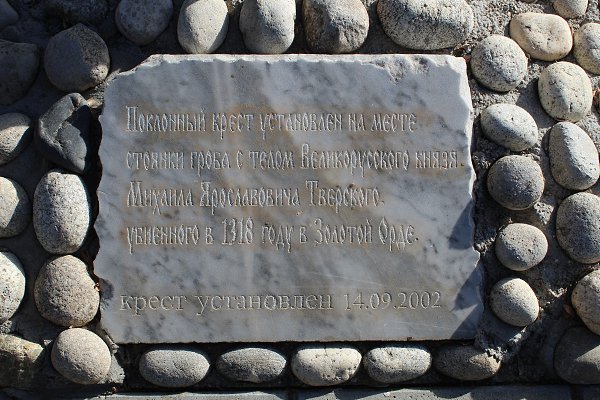 Поклонный крест установлен на месте
стоянки гроба с телом Великорусского князя
Михаила Ярославовича Тверского
убиенного в 1318 году в Золотой Орде.
крест установлен 14.09.2002